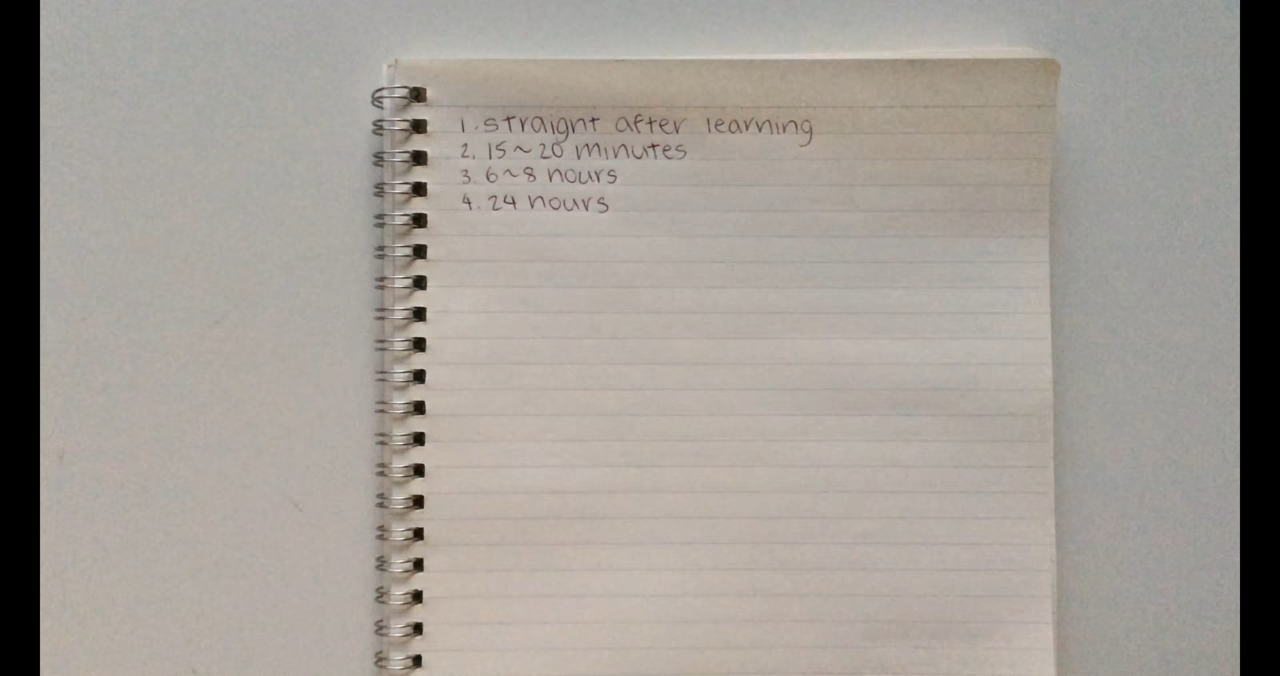 1. straight after learning
2. 15~20 minutes
3. 6~8 hours
4. 24 hours